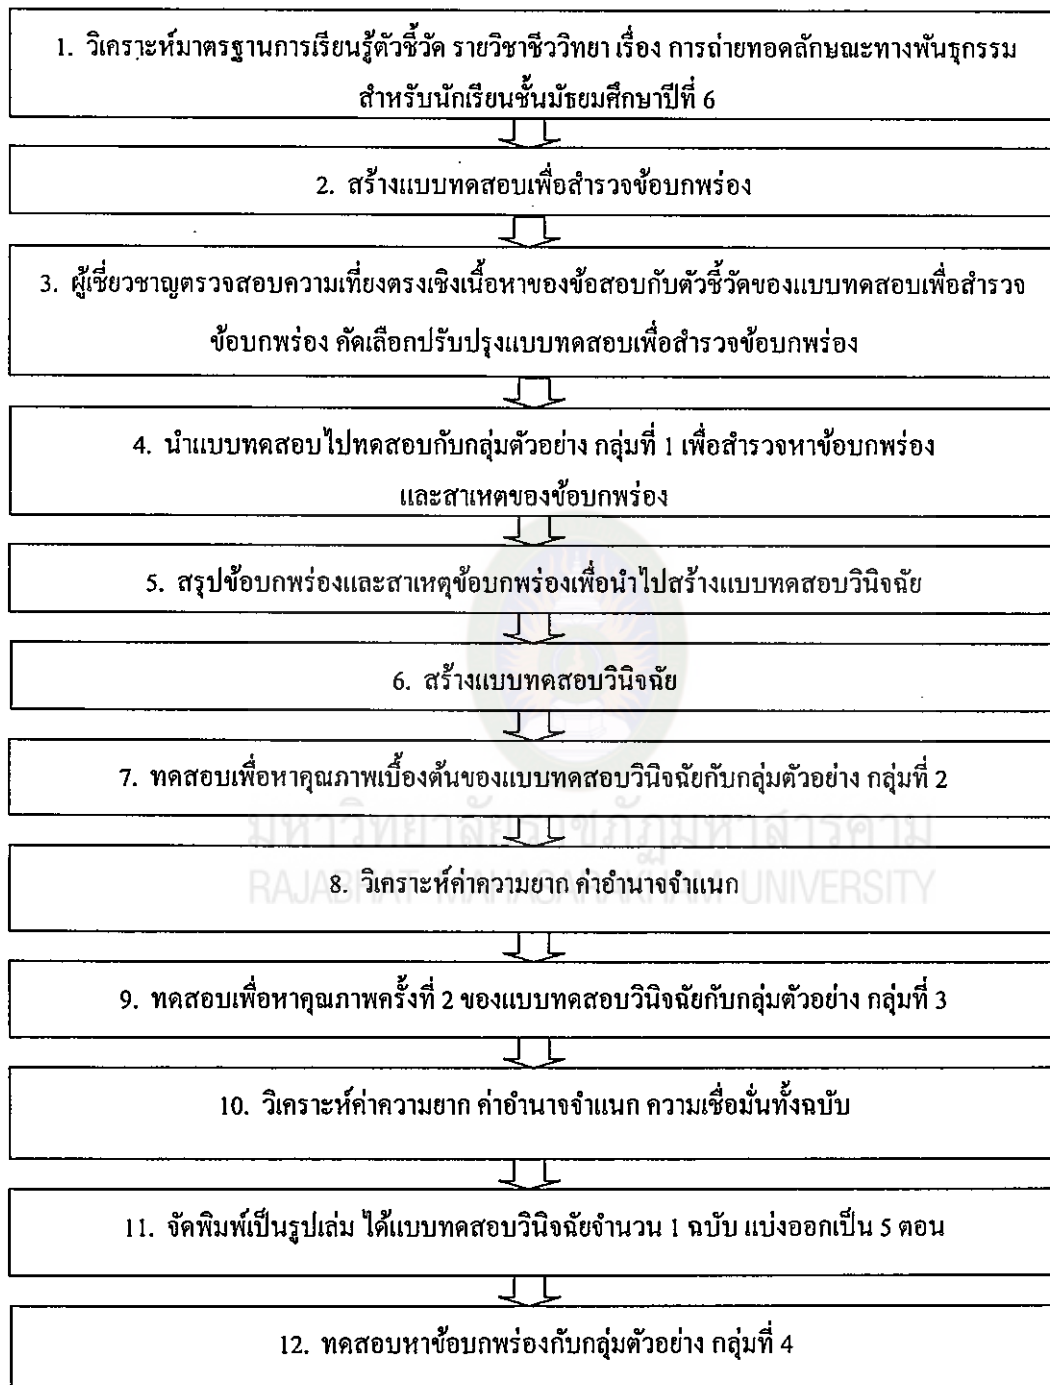 1. วิเคราะห์มาตรฐานการเรียนรู้ตัวชี้วัด รายวิชาชีววิทยา เรื่อง การถ่ายทอดลักษณะทางพันธุกรรม
สำหรับนักเรียนชั้นมัธยมศึกษาปีที่ 6
2. สร้างแบบทดสอบเพื่อสำรวจข้อบกพร่อง
3. ผู้เชี่ยวชาญตรวจสอบความเที่ยงตรงเชิงเนื้อหาของข้อสอบกับตัวชี้วัดของแบบทดสอบเพื่อสำรวจ
ข้อบกพร่อง คัดเลือกปรับปรุงแบบทดสอบเพื่อสำรวจข้อบกพร่อง
4. นำแบบทดสอบไปทดสอบกับกลุ่มตัวอย่าง กลุ่มที่ 1 เพื่อสำรวจหาข้อบกพร่อง
และสาเหตุของข้อบกพร่อง
5. สรุปข้อบกพร่องและสาเหตุข้อบกพร่องเพื่อนำไปสร้างแบบทดสอบวินิจฉัย
6. สร้างแบบทดสอบวินิจฉัย
7. ทดสอบเพื่อหาคุณภาพเบื้องต้นของแบบทดสอบวินิจฉัยกับกลุ่มตัวอย่าง กลุ่มที่ 2
มหาวิทยาลัยราชภัฏมหาสารคาม
8. วิเคราะห์ค่าความยาก ค่าอำนาจจำแนก
RAJABHAT MAHASARAKHAM UNIVERSITY
9. ทดสอบเพื่อหาคุณภาพครั้งที่ 2 ของแบบทดสอบวินิจฉัยกับกลุ่มตัวอย่าง กลุ่มที่ 3
10. วิเคราะห์ค่าความยาก ค่าอำนาจจำแนก ความเชื่อมั่นทั้งฉบับ
11. จัดพิมพ์เป็นรูปเล่ม ได้แบบทดสอบวินิจฉัยจำนวน 1 ฉบับ แบ่งออกเป็น 5 ตอน
12. ทดสอบหาข้อบกพร่องกับกลุ่มตัวอย่าง กลุ่มที่ 4